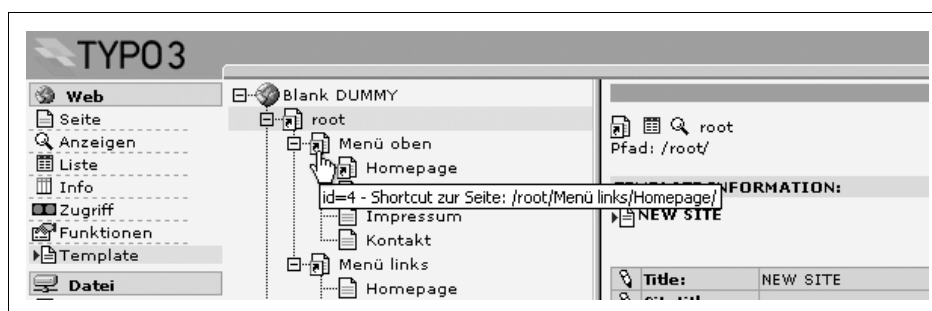 TYPO3
Web
Seite
Anzeigen
Liste
Info
Zugriff
Funktionen
Template
Datei
Blank DUMMY
root
Menü oben
Homepage
id=4 - Shortcut zur Seite: /root/Menü links/Homepage/
Impressum
Kontakt
Menü links
Homepage
root
Pfad: /root/
INFORMATION:
NEW SITE
Title: NEW SITE